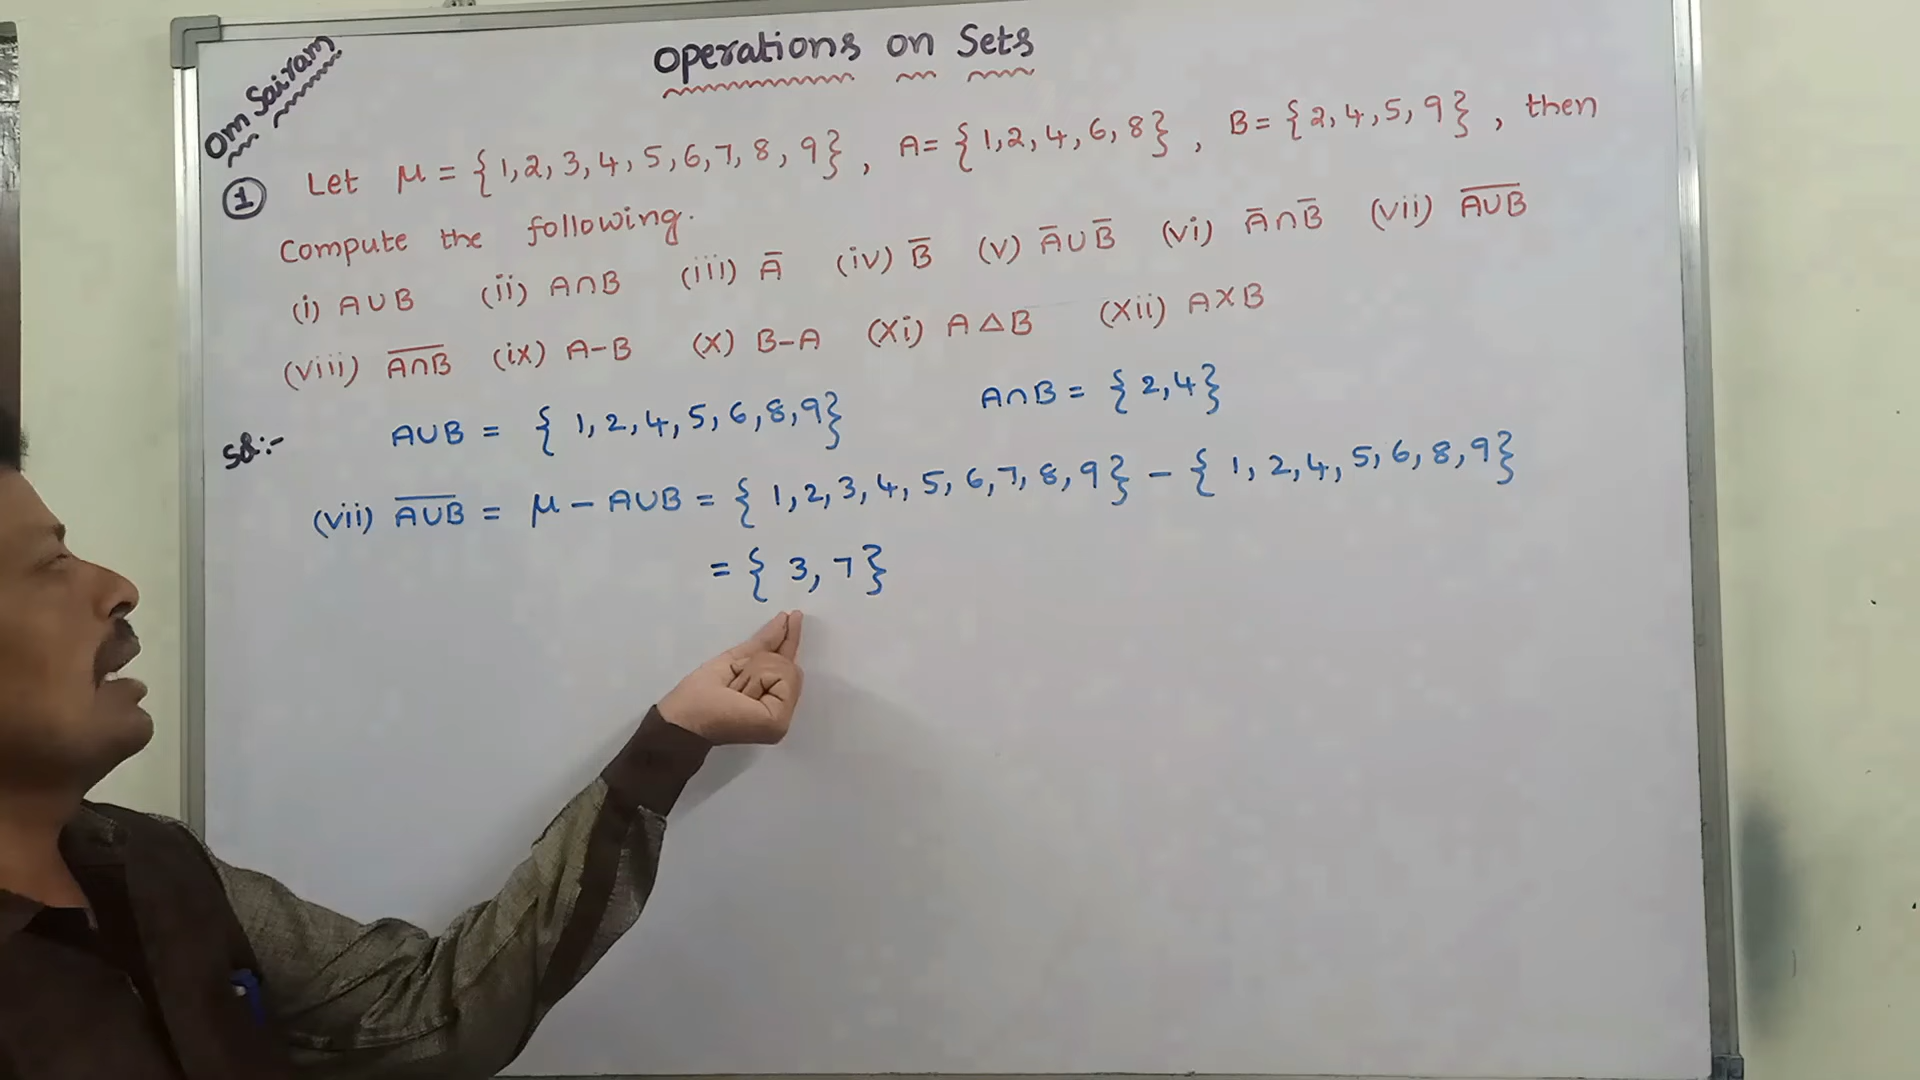 Om Sairam
Operations on Sets
① Let μ = {1,2,3,4,5,6,7,8,9}, A = {1,2,4,6,8}, B = {2,4,5,9}, then
Compute the following.
(i) A∪B (ii) A∩B (iii) A̅ (iv) B̅ (v) A̅∪B̅ (vi) A̅∩B̅ (vii) A̅∪̅B̅
(viii) A̅∩̅B̅ (ix) A-B (x) B-A (xi) A△B (xii) A×B
Sol:- A∪B = {1,2,4,5,6,8,9} A∩B = {2,4}
(vii) A̅∪̅B̅ = μ - A∪B = {1,2,3,4,5,6,7,8,9} - {1,2,4,5,6,8,9}
= {3,7}